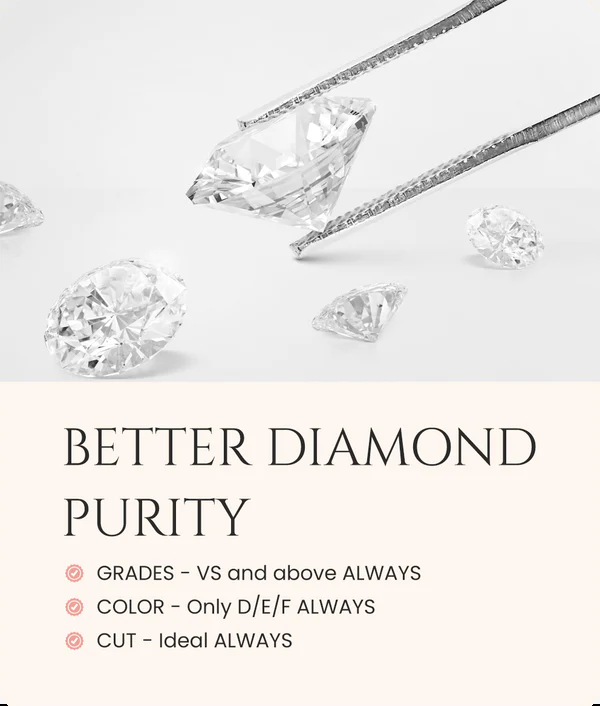 BETTER DIAMOND
PURITY
GRADES - VS and above ALWAYS
COLOR - Only D/E/F ALWAYS
CUT - Ideal ALWAYS